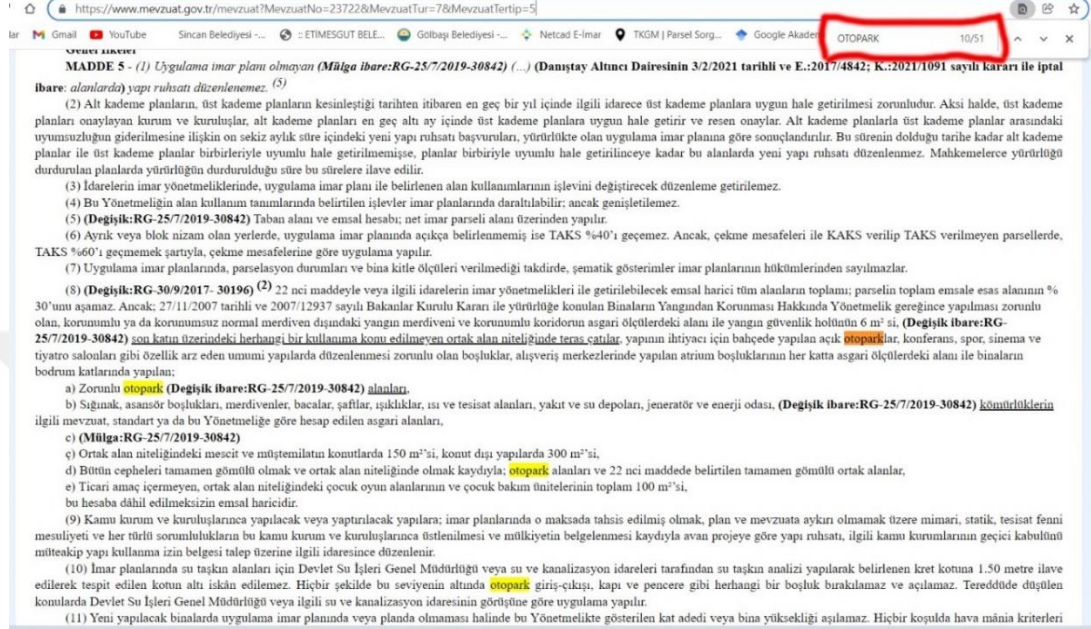 https://www.mevzuat.gov.tr/mevzuat?MevzuatNo=23722&MevzuatTur=7&MevzuatTertip=5
lar Gmail YouTube Sincan Belediyesi -... :: ETİMESGUT BELE... Gölbaşı Belediyesi -... Netcad E-İmar TKGM | Parsel Sorg... Google Akaden
OTOPARK 10/51
Genel ilkeler
MADDE 5 - (1) Uygulama imar planı olmayan (Mülga ibare:RG-25/7/2019-30842) (...) (Danıştay Altıncı Dairesinin 3/2/2021 tarihli ve E.:2017/4842; K.:2021/1091 sayılı kararı ile iptal
ibare: alanlarda) yapı ruhsatı düzenlenemez. (5)
(2) Alt kademe planların, üst kademe planların kesinleştiği tarihten itibaren en geç bir yıl içinde ilgili idarece üst kademe planlara uygun hale getirilmesi zorunludur. Aksi halde, üst kademe
planları onaylayan kurum ve kuruluşlar, alt kademe planları en geç altı ay içinde üst kademe planlara uygun hale getirir ve resen onaylar. Alt kademe planlarla üst kademe planlar arasındaki
uyumsuzluğun giderilmesine ilişkin on sekiz aylık süre içindeki yeni yapı ruhsatı başvuruları, yürürlükte olan uygulama imar planına göre sonuçlandırılır. Bu sürenin dolduğu tarihe kadar alt kademe
planlar ile üst kademe planlar birbirleriyle uyumlu hale getirilmemişse, planlar birbiriyle uyumlu hale getirilinceye kadar bu alanlarda yeni yapı ruhsatı düzenlenmez. Mahkemelerce yürürlüğü
durdurulan planlarda yürürlüğün durdurulduğu süre bu sürelere ilave edilir.
(3) İdarelerin imar yönetmeliklerinde, uygulama imar planı ile belirlenen alan kullanımlarının işlevini değiştirecek düzenleme getirilemez.
(4) Bu Yönetmeliğin alan kullanım tanımlarında belirtilen işlevler imar planlarında daraltılabilir; ancak genişletilemez.
(5) (Değişik:RG-25/7/2019-30842) Taban alanı ve emsal hesabı; net imar parseli alanı üzerinden yapılır.
(6) Ayrık veya blok nizam olan yerlerde, uygulama imar planında açıkça belirlenmemiş ise TAKS %40'ı geçemez. Ancak, çekme mesafeleri ile KAKS verilip TAKS verilmeyen parsellerde,
TAKS %60'ı geçmemek şartıyla, çekme mesafelerine göre uygulama yapılır.
(7) Uygulama imar planlarında, parselasyon durumları ve bina kitle ölçüleri verilmediği takdirde, şematik gösterimler imar planlarının hükümlerinden sayılmazlar.
(8) (Değişik:RG-30/9/2017- 30196) (2) 22 nci maddeyle veya ilgili idarelerin imar yönetmelikleri ile getirilebilecek emsal harici tüm alanların toplamı; parselin toplam emsale esas alanının %
30'unu aşamaz. Ancak; 27/11/2007 tarihli ve 2007/12937 sayılı Bakanlar Kurulu Kararı ile yürürlüğe konulan Binaların Yangından Korunması Hakkında Yönetmelik gereğince yapılması zorunlu
olan, korunumlu ya da korunumsuz normal merdiven dışındaki yangın merdiveni ve korunumlu koridorun asgari ölçülerdeki alanı ile yangın güvenlik holünün 6 m² si, (Değişik ibare:RG-
25/7/2019-30842) son katın üzerindeki herhangi bir kullanıma konu edilmeyen ortak alan niteliğinde teras çatılar, yapının ihtiyacı için bahçede yapılan açık otoparklar, konferans, spor, sinema ve
tiyatro salonları gibi özellik arz eden umumi yapılarda düzenlenmesi zorunlu olan boşluklar, alışveriş merkezlerinde yapılan atrium boşluklarının her katta asgari ölçülerdeki alanı ile binaların
bodrum katlarında yapılan;
a) Zorunlu otopark (Değişik ibare:RG-25/7/2019-30842) alanları,
b) Sığınak, asansör boşlukları, merdivenler, bacalar, şaftlar, ışıklıklar, ısı ve tesisat alanları, yakıt ve su depoları, jeneratör ve enerji odası, (Değişik ibare:RG-25/7/2019-30842) kömürlüklerin
ilgili mevzuat, standart ya da bu Yönetmeliğe göre hesap edilen asgari alanları,
c) (Mülga:RG-25/7/2019-30842)
ç) Ortak alan niteliğindeki mescit ve müştemilatın konutlarda 150 m²'si, konut dışı yapılarda 300 m²'si,
d) Bütün cepheleri tamamen gömülü olmak ve ortak alan niteliğinde olmak kaydıyla; otopark alanları ve 22 nci maddede belirtilen tamamen gömülü ortak alanlar,
e) Ticari amaç içermeyen, ortak alan niteliğindeki çocuk oyun alanlarının ve çocuk bakım ünitelerinin toplam 100 m²'si,
bu hesaba dâhil edilmeksizin emsal haricidir.
(9) Kamu kurum ve kuruluşlarınca yapılacak veya yaptırılacak yapılara; imar planlarında o maksada tahsis edilmiş olmak, plan ve mevzuata aykırı olmamak üzere mimari, statik, tesisat fenni
mesuliyeti ve her türlü sorumlulukların bu kamu kurum ve kuruluşlarınca üstlenilmesi ve mülkiyetin belgelenmesi kaydıyla avan projeye göre yapı ruhsatı, ilgili kamu kurumlarının geçici kabulünü
müteakip yapı kullanma izin belgesi talep üzerine ilgili idaresince düzenlenir.
(10) İmar planlarında su taşkın alanları için Devlet Su İşleri Genel Müdürlüğü veya su ve kanalizasyon idareleri tarafından su taşkın analizi yapılarak belirlenen kret kotuna 1.50 metre ilave
edilerek tespit edilen kotun altı iskân edilemez. Hiçbir şekilde bu seviyenin altında otopark giriş-çıkışı, kapı ve pencere gibi herhangi bir boşluk bırakılamaz ve açılamaz. Tereddüde düşülen
konularda Devlet Su İşleri Genel Müdürlüğü veya ilgili su ve kanalizasyon idaresinin görüşüne göre uygulama yapılır.
(11) Yeni yapılacak binalarda uygulama imar planında veya planda olmaması halinde bu Yönetmelikte gösterilen kat adedi veya bina yüksekliği aşılamaz. Hiçbir koşulda hava mânia kriterleri